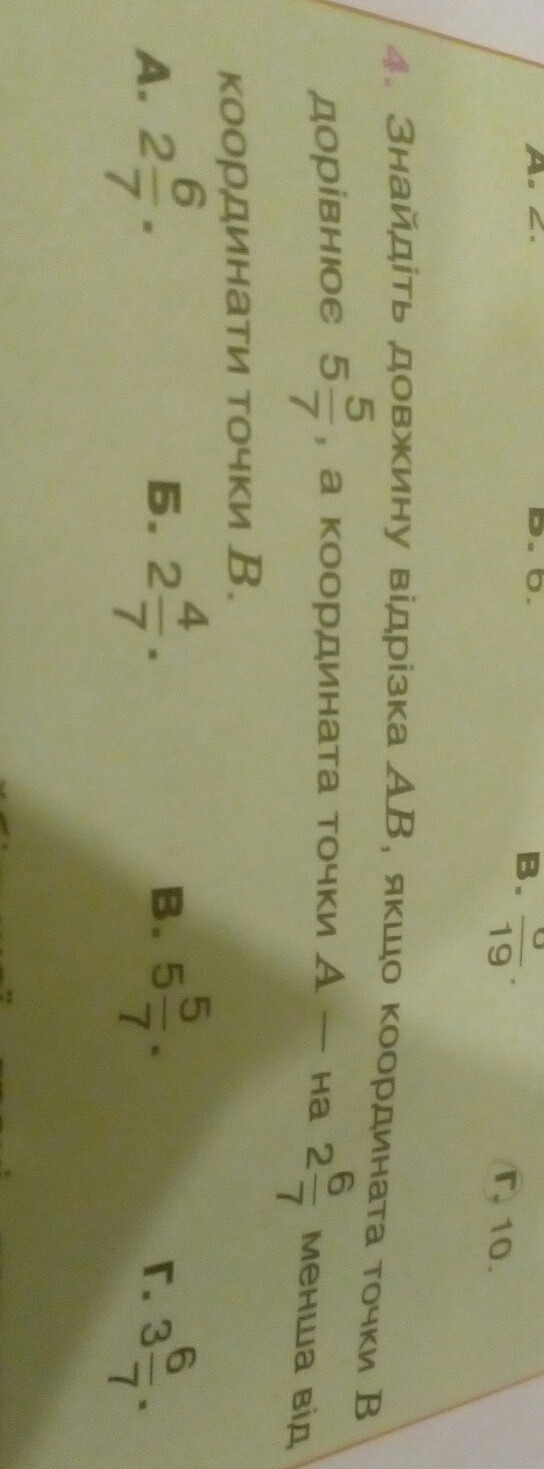 А. 2. Б. 6. В. 6/19. Г. 10.
4. Знайдіть довжину відрізка AB, якщо координата точки B
дорівнює 5 5/7, а координата точки A — на 2 6/7 менша від
координати точки B.
А. 2 6/7. Б. 2 4/7. В. 5 5/7. Г. 3 6/7.